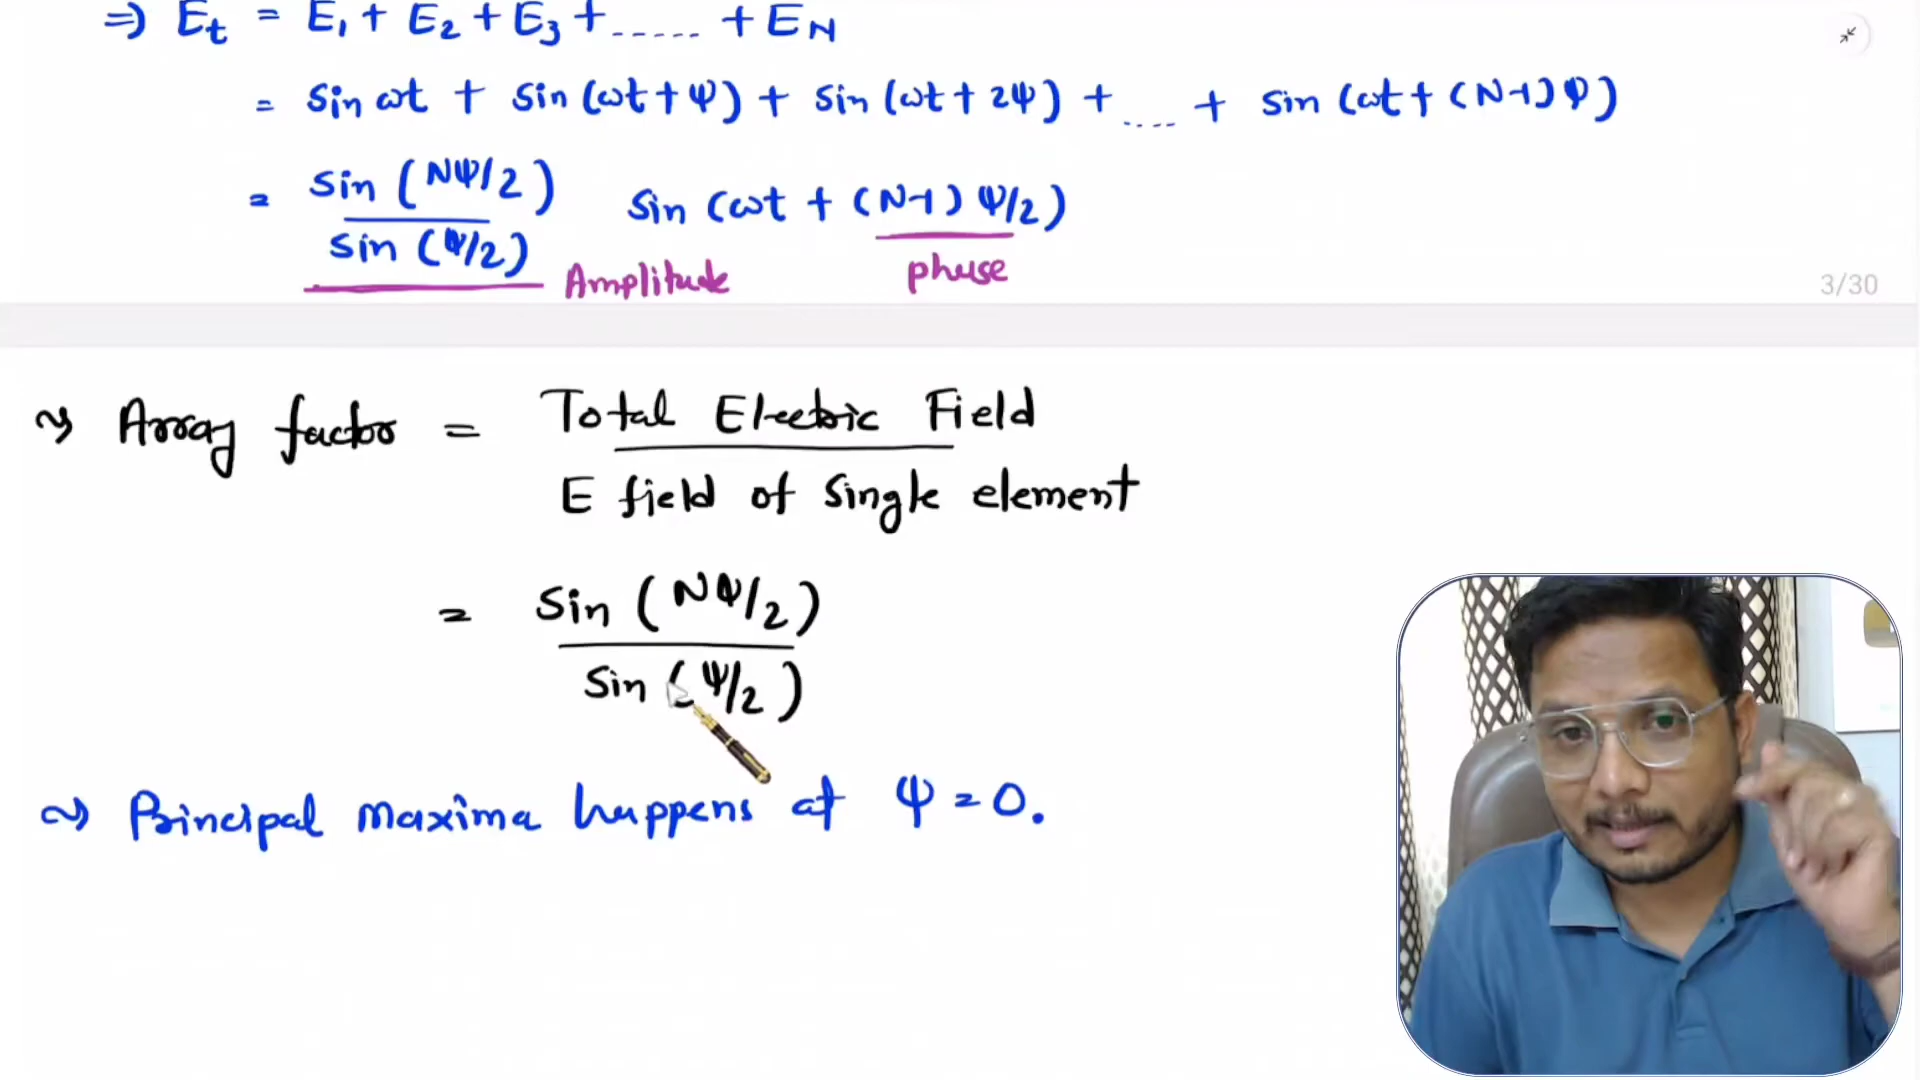 ⇒ Et = E1 + E2 + E3 + ..... + EN
= Sin ωt + Sin (ωt + Ψ) + Sin (ωt + 2Ψ) + .... + Sin (ωt + (N-1) Ψ)
= Sin (NΨ/2) / Sin (Ψ/2) Sin (ωt + (N-1) Ψ/2)
Amplitude phase
3/30
~> Array factor = Total Electric Field / E field of Single element
= Sin (NΨ/2) / Sin (Ψ/2)
~> Principal maxima happens at Ψ = 0.